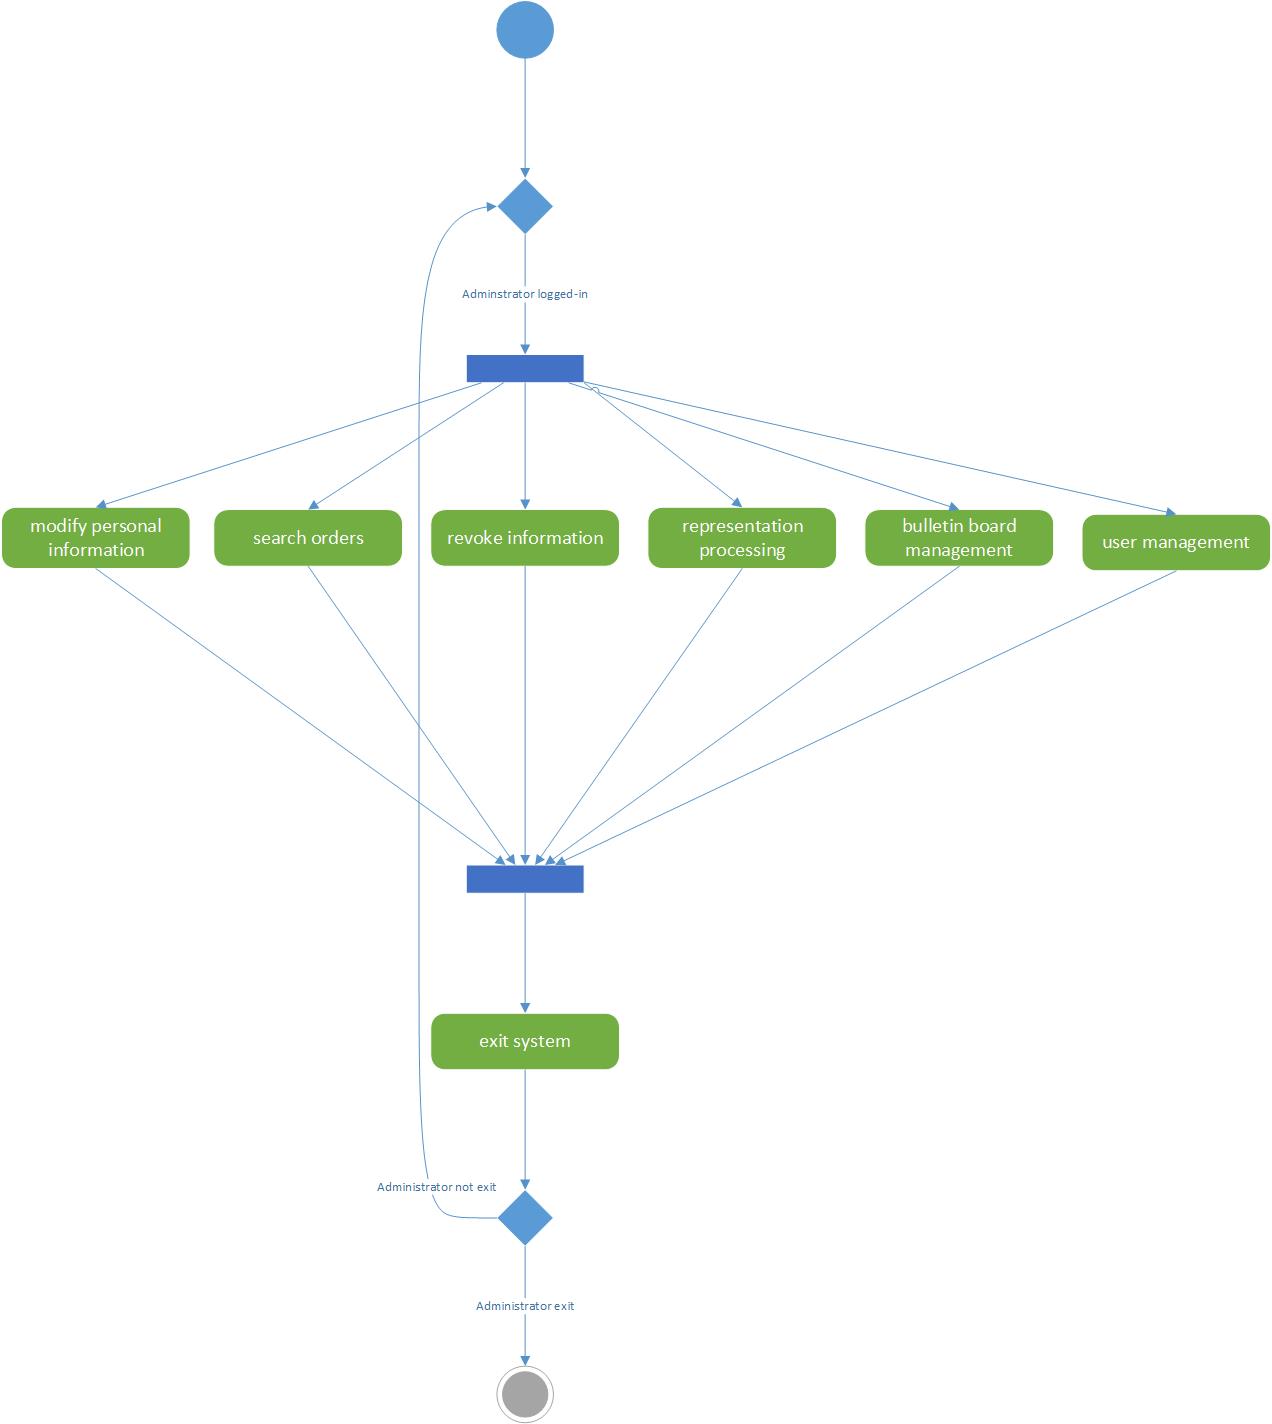 Adminstrator logged-in
modify personal
information
search orders
revoke information
representation
processing
bulletin board
management
user management
exit system
Administrator not exit
Administrator exit